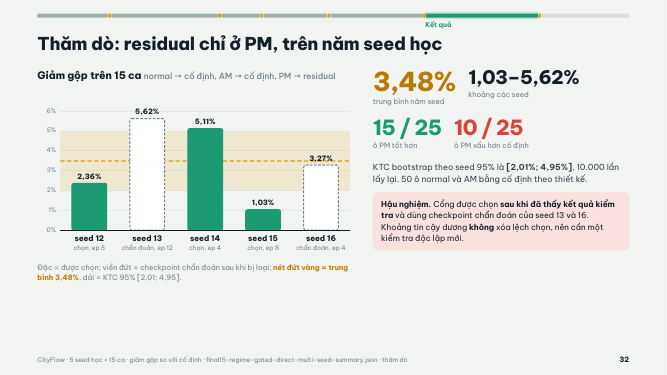 Kết quả
Thăm dò: residual chỉ ở PM, trên năm seed học
Giảm gộp trên 15 ca normal → cố định, AM → cố định, PM → residual
6%
5%
4%
3%
2%
1%
0%
2,36%
5,62%
5,11%
1,03%
3,27%
seed 12
chọn, ep 8
seed 13
chẩn đoán, ep 12
seed 14
chọn, ep 4
seed 15
chọn, ep 8
seed 16
chẩn đoán, ep 4
Đặc = được chọn; viền đứt = checkpoint chẩn đoán sau khi bị loại; nét đứt vàng = trung
bình 3,48%, dải = KTC 95% [2,01; 4,95].
3,48%
trung bình năm seed
1,03–5,62%
khoảng các seed
15 / 25
ô PM tốt hơn
10 / 25
ô PM xấu hơn cố định
KTC bootstrap theo seed 95% là [2,01%; 4,95%], 10.000 lần
lấy lại. 50 ô normal và AM bằng cố định theo thiết kế.
Hậu nghiệm. Cổng được chọn sau khi đã thấy kết quả kiểm
tra và dùng checkpoint chẩn đoán của seed 13 và 16.
Khoảng tin cậy dương không xóa lệch chọn, nên cần một
kiểm tra độc lập mới.
CityFlow · 5 seed học × 15 ca · giảm gộp so với cố định · final15-regime-gated-direct-multi-seed-summary.json · thăm dò
32